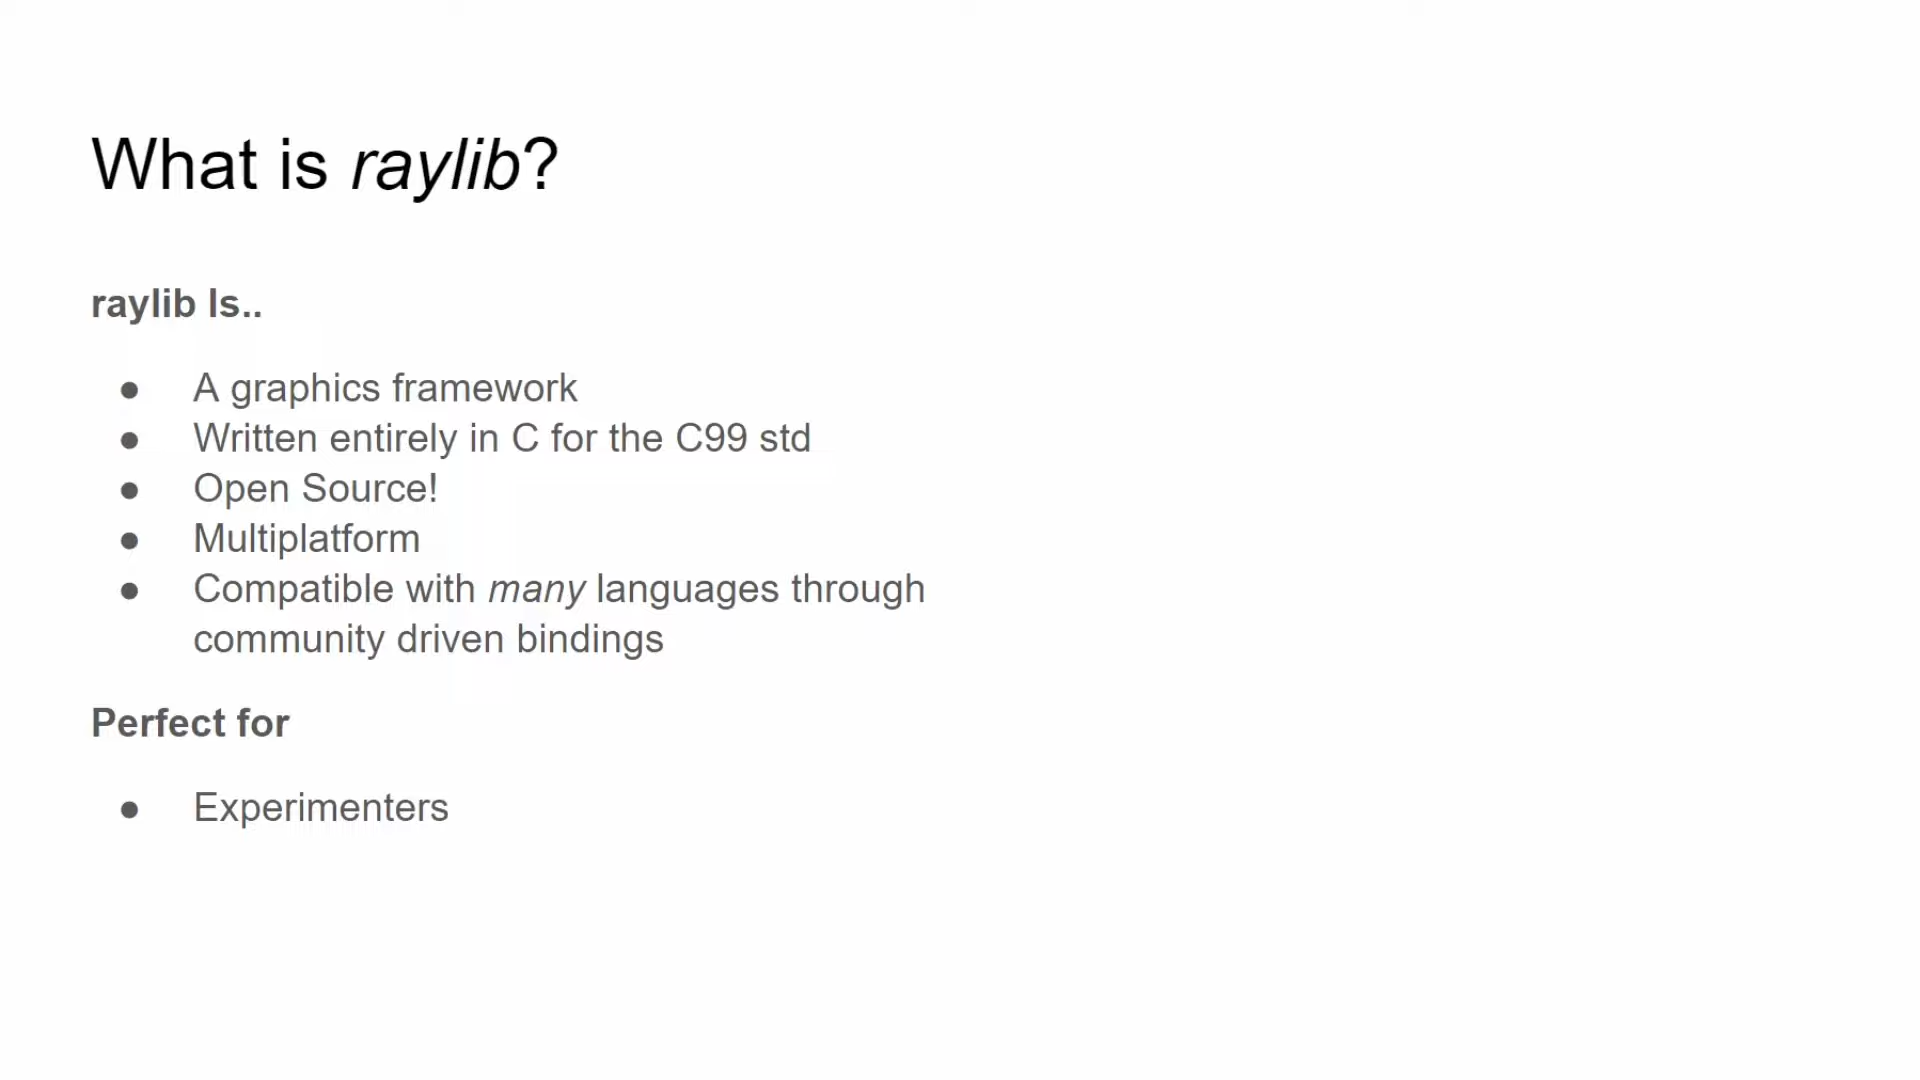 What is raylib?
raylib Is..
● A graphics framework
● Written entirely in C for the C99 std
● Open Source!
● Multiplatform
● Compatible with many languages through
community driven bindings
Perfect for
● Experimenters